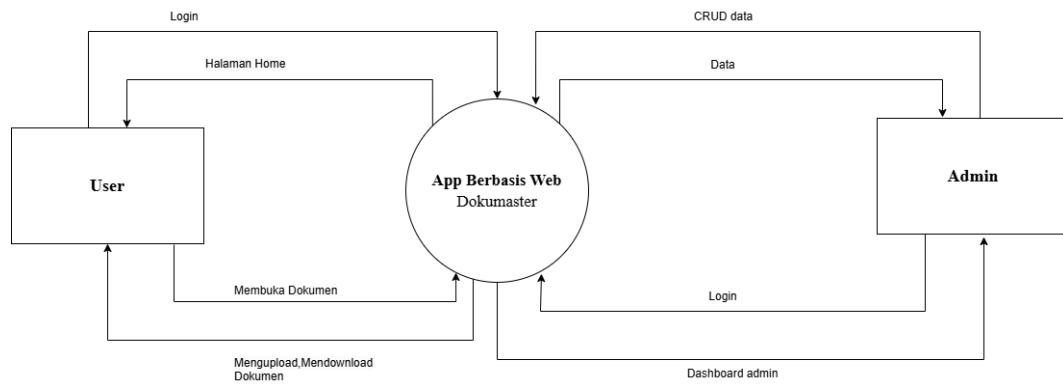 Login
CRUD data
Halaman Home
Data
User
App Berbasis Web
Dokumaster
Admin
Membuka Dokumen
Login
Mengupload,Mendownload
Dokumen
Dashboard admin